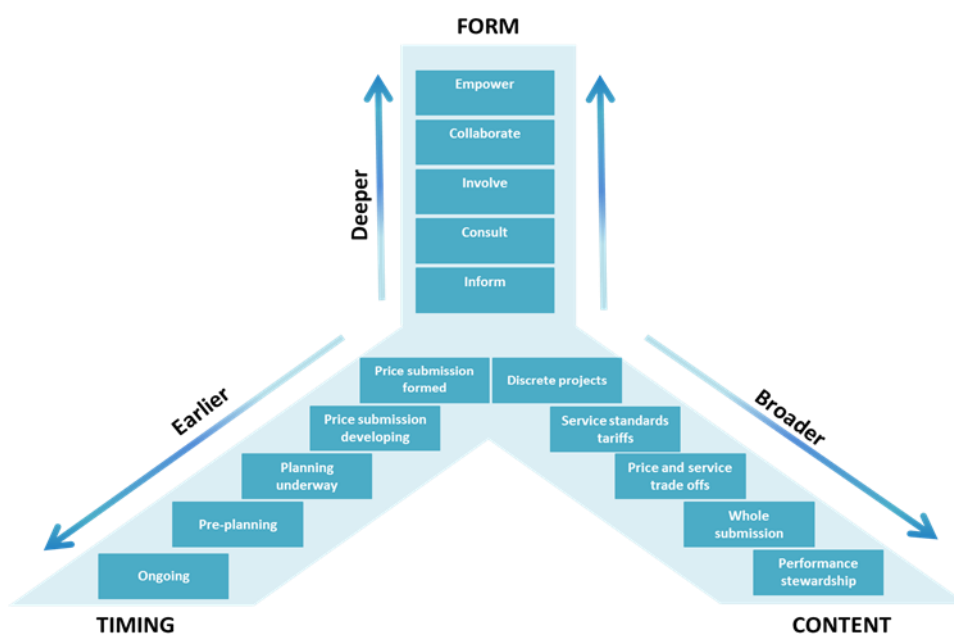 FORM
Empower
Collaborate
Involve
Consult
Inform
Deeper
Earlier
Broader
Price submission
formed
Price submission
developing
Planning
underway
Pre-planning
Ongoing
Discrete projects
Service standards
tariffs
Price and service
trade offs
Whole
submission
Performance
stewardship
TIMING
CONTENT